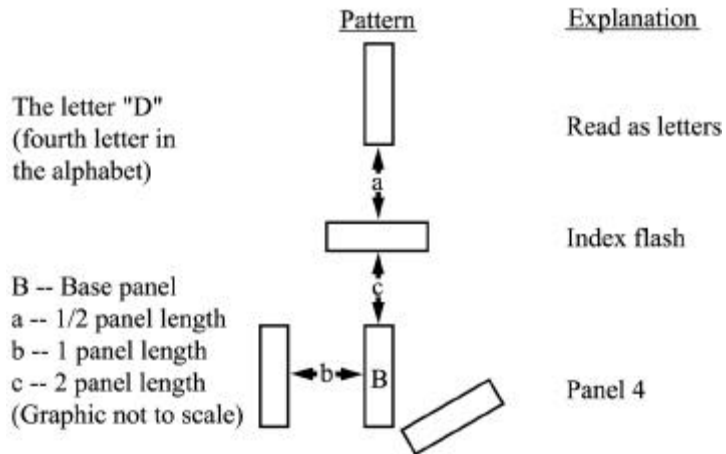 Pattern
Explanation
The letter "D"
(fourth letter in
the alphabet)
Read as letters
a
Index flash
c
B -- Base panel
a -- 1/2 panel length
b -- 1 panel length
c -- 2 panel length
(Graphic not to scale)
b
B
Panel 4